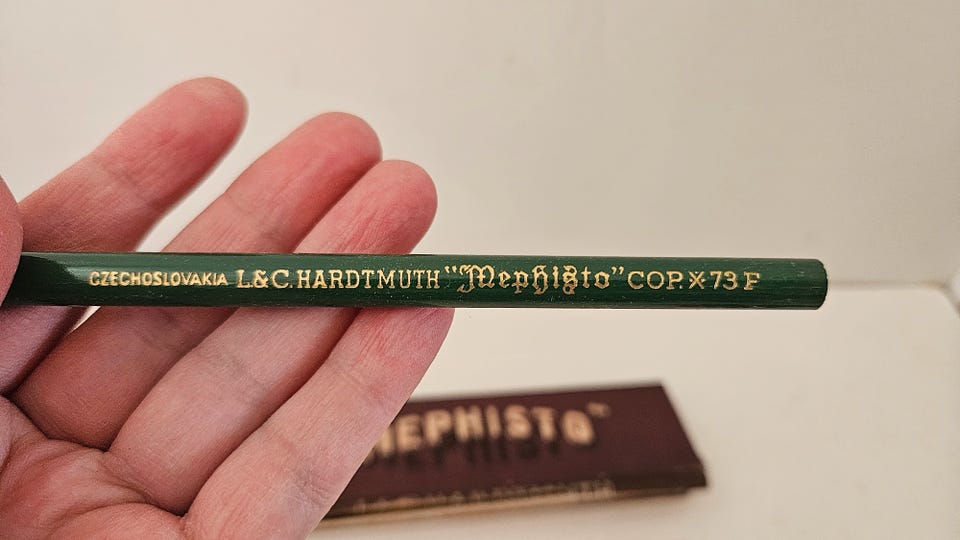 CZECHOSLOVAKIA L.&C. HARDTMUTH "Mephisto" COP. ※ 73 F
MEPHISTO"